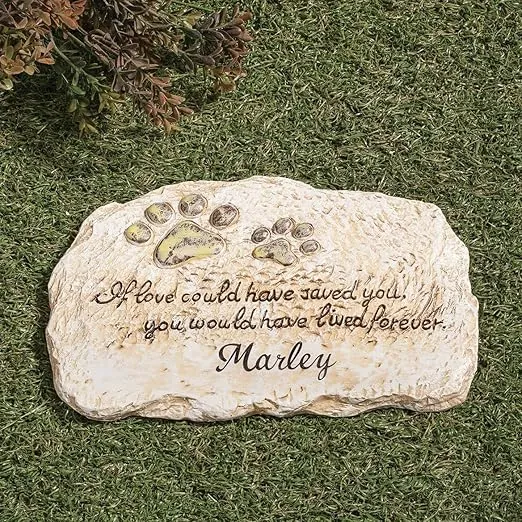 If love could have saved you,
you would have lived forever.
Marley